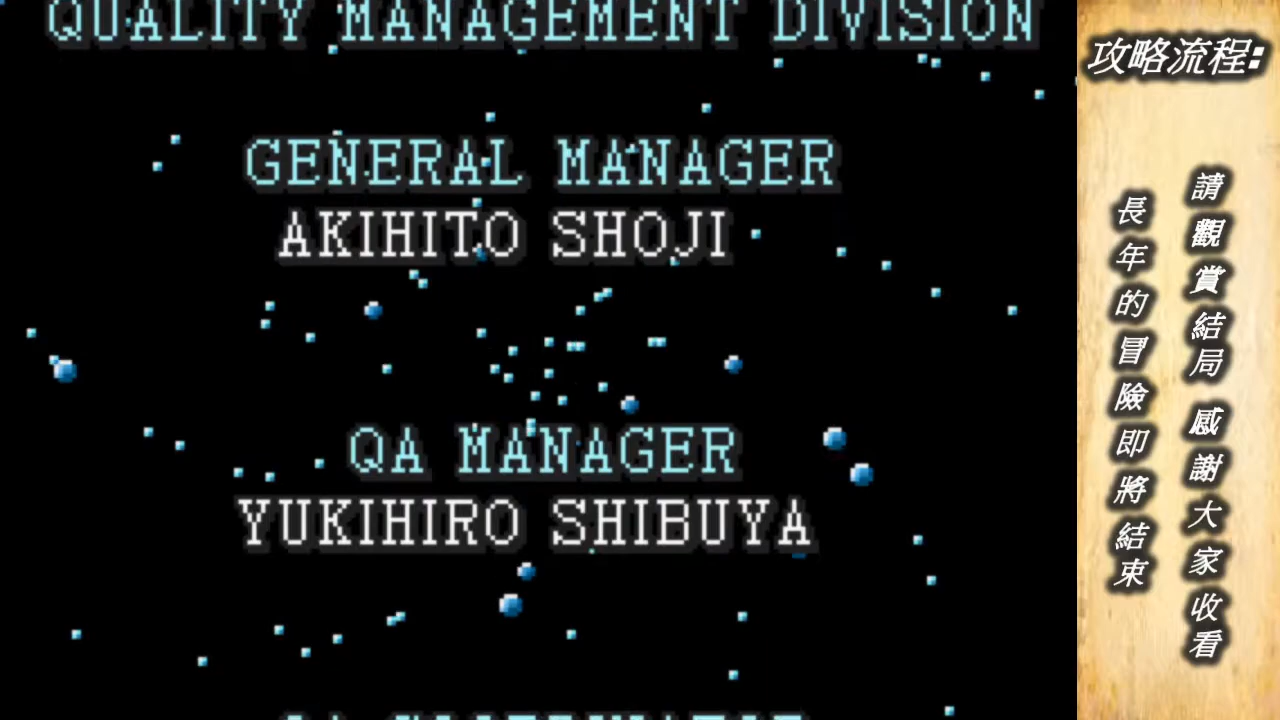 QUALITY MANAGEMENT DIVISION
GENERAL MANAGER
AKIHITO SHOJI
QA MANAGER
YUKIHIRO SHIBUYA
攻略流程:
請觀賞結局 感謝大家收看
長年的冒險即將結束